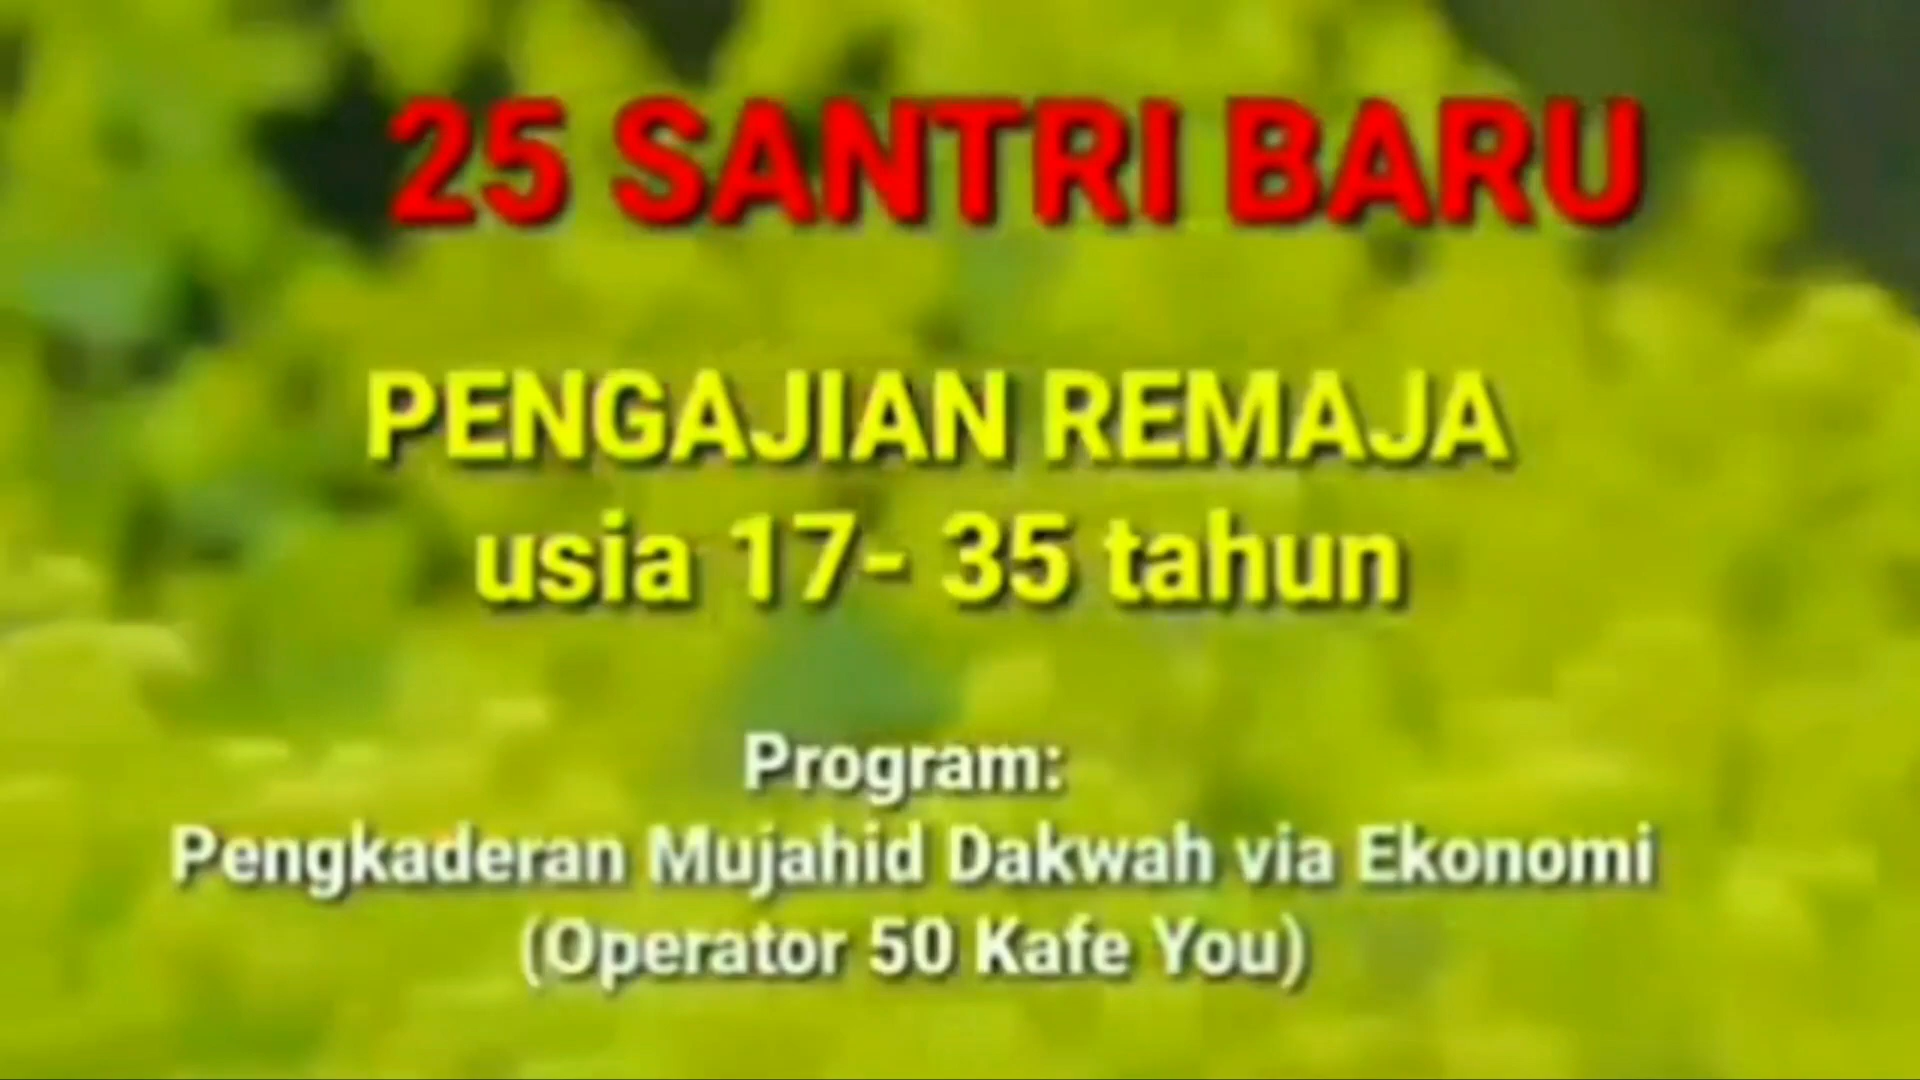 25 SANTRI BARU
PENGAJIAN REMAJA
usia 17- 35 tahun
Program:
Pengkaderan Mujahid Dakwah via Ekonomi
(Operator 50 Kafe You)